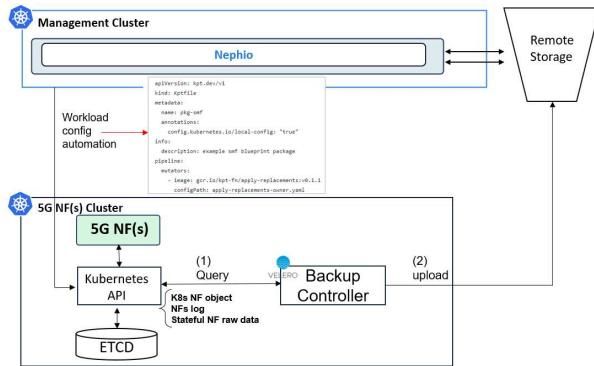 Management Cluster
Nephio
Remote
Storage
apiVersion: kpt.dev/v1
kind: Kptfile
metadata:
name: pkg-smf
annotations:
config.kubernetes.io/local-config: "true"
info:
description: example smf blueprint package
pipeline:
mutators:
- image: gcr.io/kpt-fn/apply-replacements:v0.1.1
configPath: apply-replacements-owner.yaml
Workload
config
automation
5G NF(s) Cluster
5G NF(s)
(1)
Query
(2)
upload
VELERO
Backup
Controller
Kubernetes
API
K8s NF object
NFs log
Stateful NF raw data
ETCD